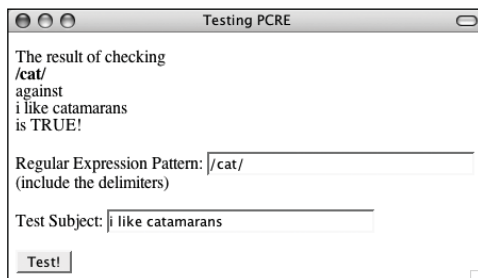 Testing PCRE
The result of checking
/cat/
against
i like catamarans
is TRUE!
Regular Expression Pattern: /cat/
(include the delimiters)
Test Subject: i like catamarans
Test!